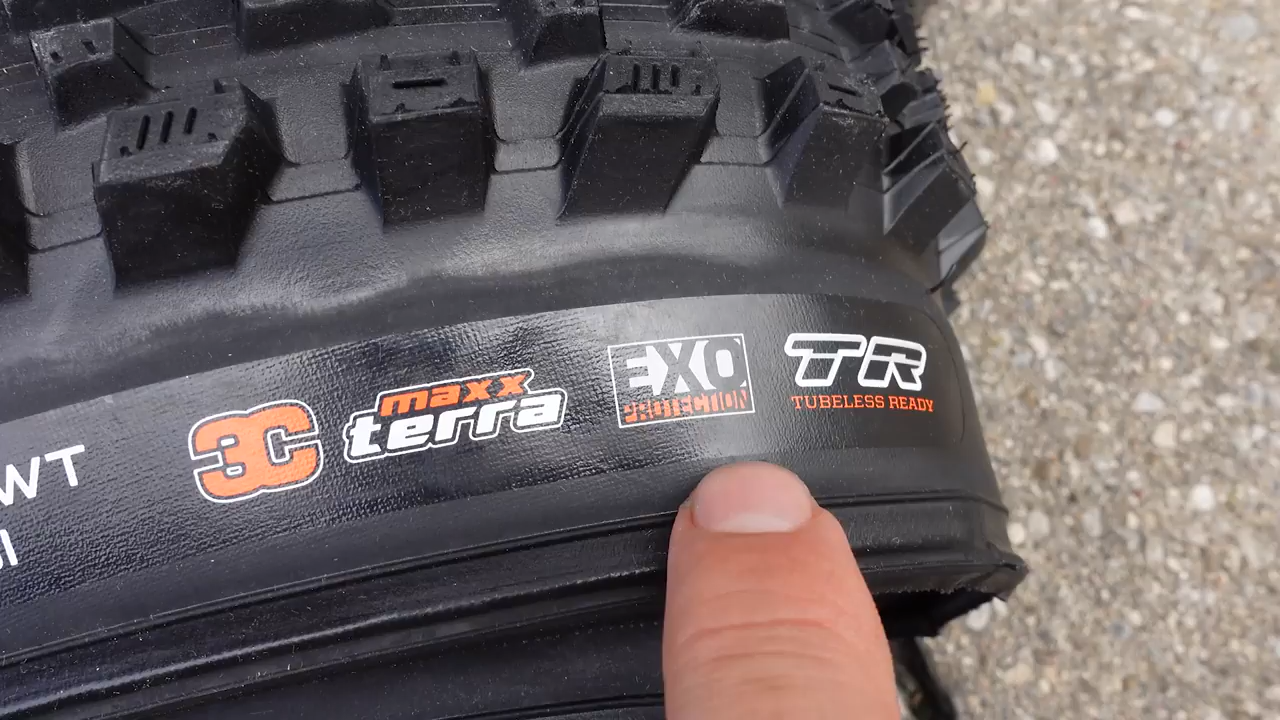 WT
3C
maxx
terra
EXO
PROTECTION
TR
TUBELESS READY